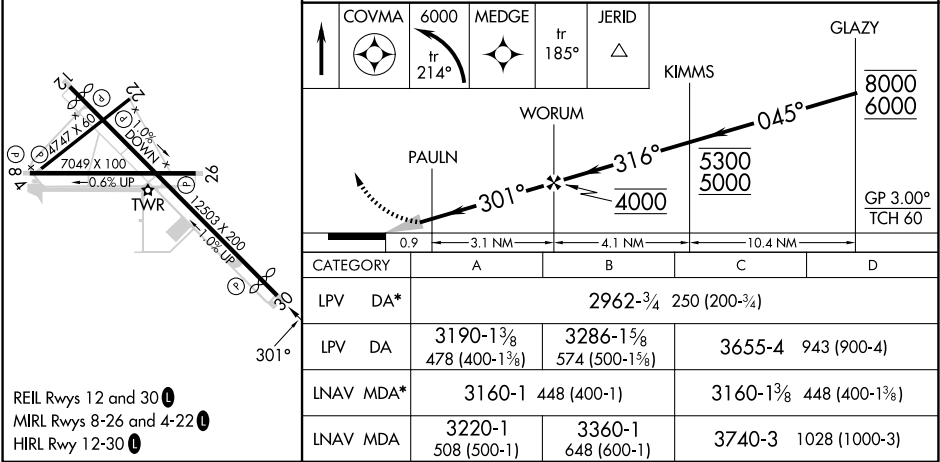 COVMA 6000 tr 214° MEDGE tr 185° JERID
GLAZY
8000
6000
KIMMS
045°
WORUM
316°
5300
5000
PAULN
301°
4000
GP 3.00°
TCH 60
0.9 3.1 NM 4.1 NM 10.4 NM
CATEGORY A B C D
LPV DA* 2962-¾ 250 (200-¾)
LPV DA 3190-1⅜ 478 (400-1⅜) 3286-1⅝ 574 (500-1⅝) 3655-4 943 (900-4)
LNAV MDA* 3160-1 448 (400-1) 3160-1⅜ 448 (400-1⅜)
LNAV MDA 3220-1 508 (500-1) 3360-1 648 (600-1) 3740-3 1028 (1000-3)
12
22
P
P
P
4747 X 60
1.0%
DOWN
P
P
8
4
7049 X 100
0.6% UP
26
P
TWR
12503 X 200
1.0% UP
P
30
301°
REIL Rwys 12 and 30 L
MIRL Rwys 8-26 and 4-22 L
HIRL Rwy 12-30 L